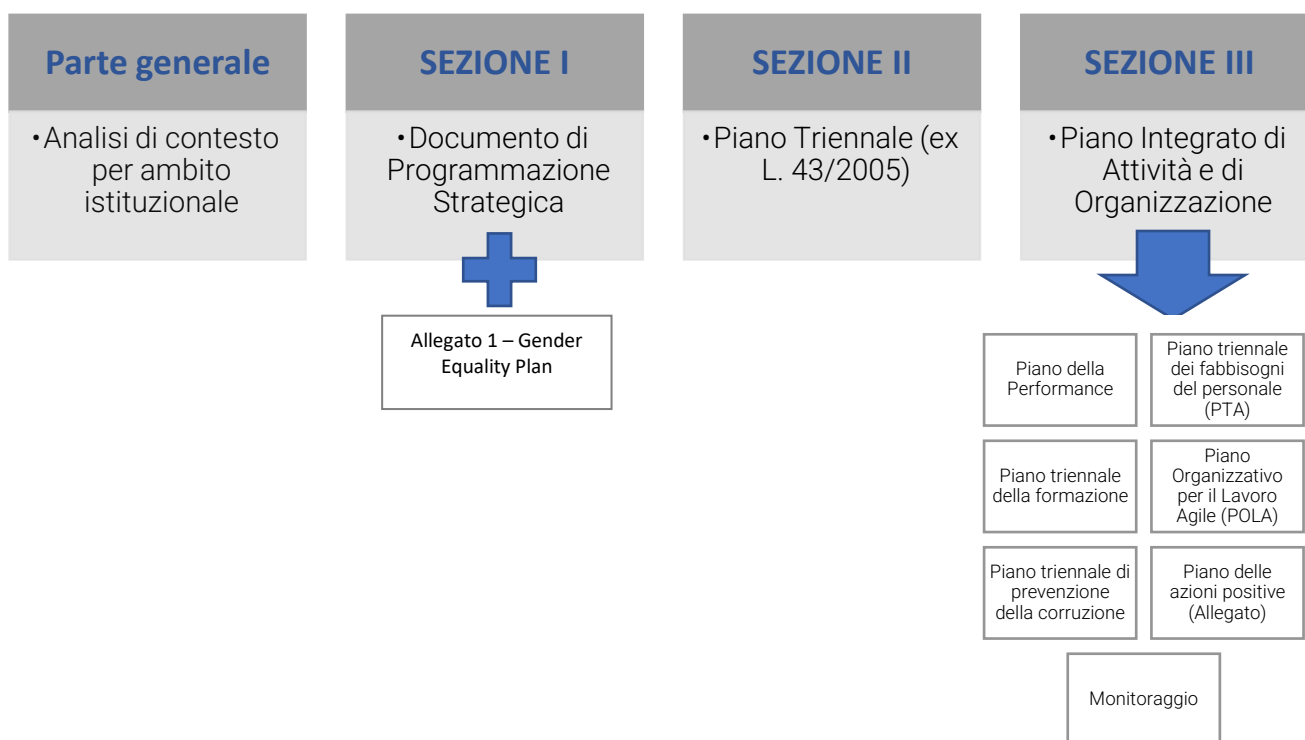 Parte generale
•Analisi di contesto
per ambito
istituzionale
SEZIONE I
•Documento di
Programmazione
Strategica
Allegato 1 – Gender
Equality Plan
SEZIONE II
•Piano Triennale (ex
L. 43/2005)
SEZIONE III
•Piano Integrato di
Attività e di
Organizzazione
Piano della
Performance
Piano triennale
dei fabbisogni
del personale
(PTA)
Piano triennale
della formazione
Piano
Organizzativo
per il Lavoro
Agile (POLA)
Piano triennale di
prevenzione
della corruzione
Piano delle
azioni positive
(Allegato)
Monitoraggio